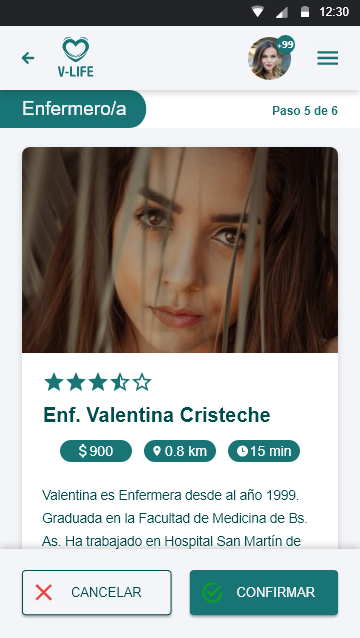 12:30
V-LIFE
+99
Enfermero/a
Paso 5 de 6
Enf. Valentina Cristeche
$ 900
0.8 km
15 min
Valentina es Enfermera desde al año 1999.
Graduada en la Facultad de Medicina de Bs.
As. Ha trabajado en Hospital San Martín de
CANCELAR
CONFIRMAR